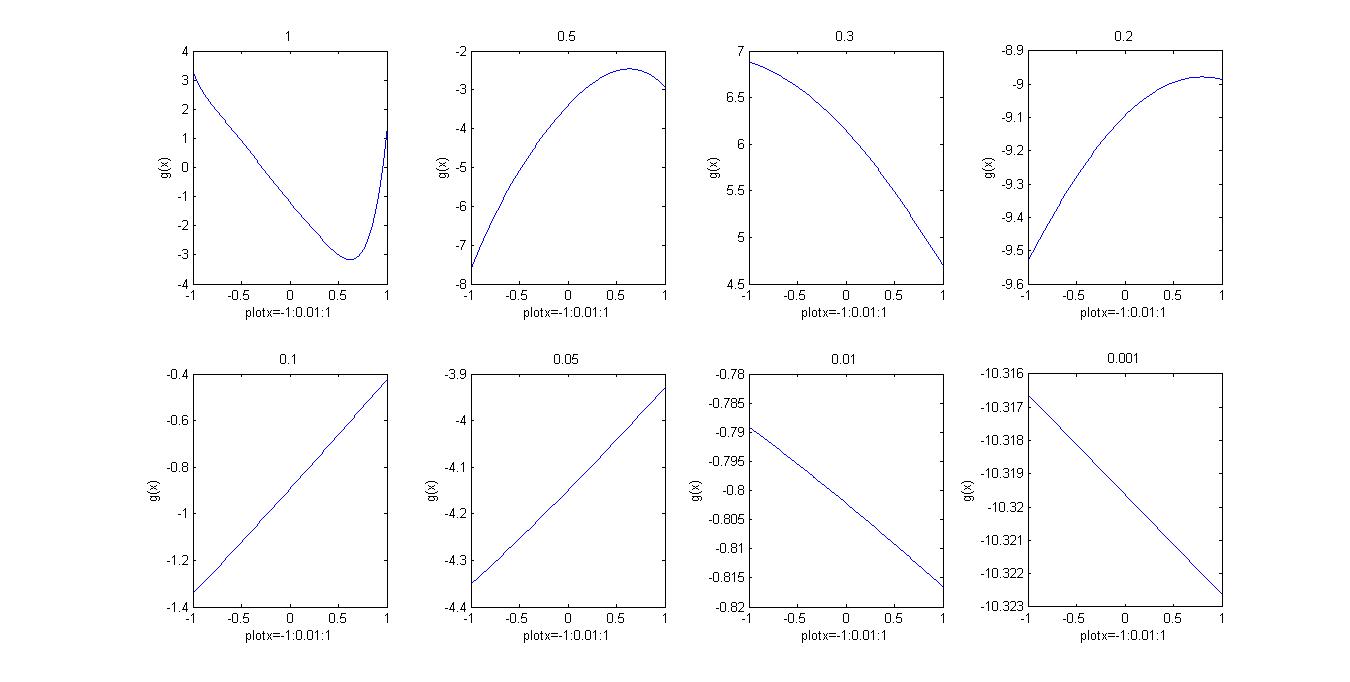 1
4
3
2
1
0
-1
-2
-3
-4
g(x)
-1 -0.5 0 0.5 1
plotx=-1:0.01:1
0.5
-2
-3
-4
-5
-6
-7
-8
g(x)
-1 -0.5 0 0.5 1
plotx=-1:0.01:1
0.3
7
6.5
6
5.5
5
4.5
g(x)
-1 -0.5 0 0.5 1
plotx=-1:0.01:1
0.2
-8.9
-9
-9.1
-9.2
-9.3
-9.4
-9.5
-9.6
g(x)
-1 -0.5 0 0.5 1
plotx=-1:0.01:1
0.1
-0.4
-0.6
-0.8
-1
-1.2
-1.4
g(x)
-1 -0.5 0 0.5 1
plotx=-1:0.01:1
0.05
-3.9
-4
-4.1
-4.2
-4.3
-4.4
g(x)
-1 -0.5 0 0.5 1
plotx=-1:0.01:1
0.01
-0.78
-0.785
-0.79
-0.795
-0.8
-0.805
-0.81
-0.815
-0.82
g(x)
-1 -0.5 0 0.5 1
plotx=-1:0.01:1
0.001
-10.316
-10.317
-10.318
-10.319
-10.32
-10.321
-10.322
-10.323
g(x)
-1 -0.5 0 0.5 1
plotx=-1:0.01:1